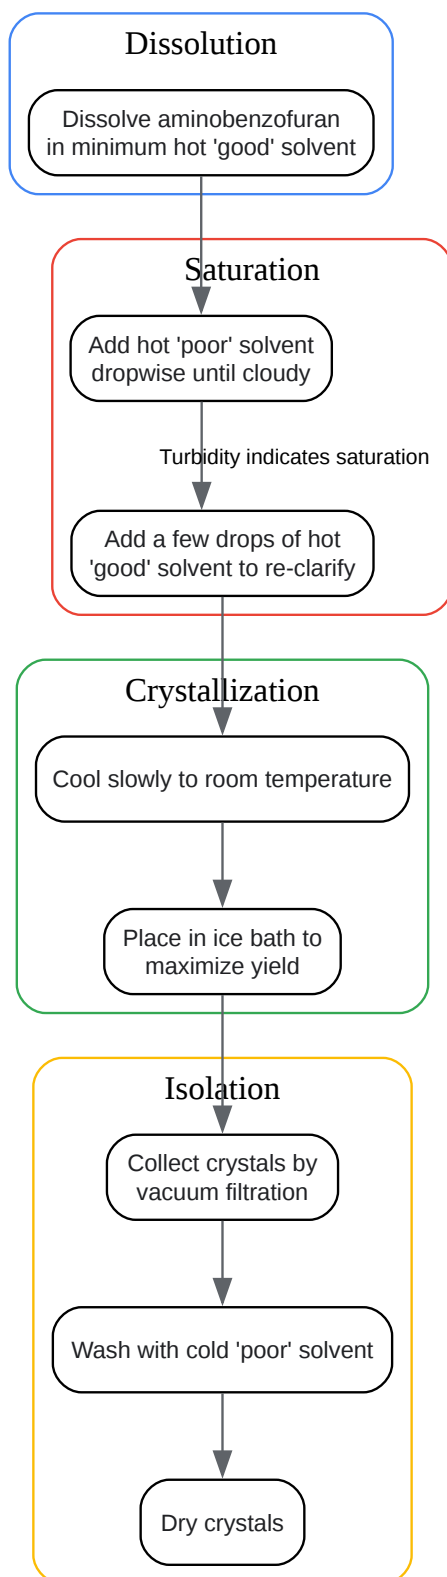 Dissolution
Dissolve aminobenzofuran
in minimum hot 'good' solvent
Saturation
Add hot 'poor' solvent
dropwise until cloudy
Turbidity indicates saturation
Add a few drops of hot
'good' solvent to re-clarify
Crystallization
Cool slowly to room temperature
Place in ice bath to
maximize yield
Isolation
Collect crystals by
vacuum filtration
Wash with cold 'poor' solvent
Dry crystals